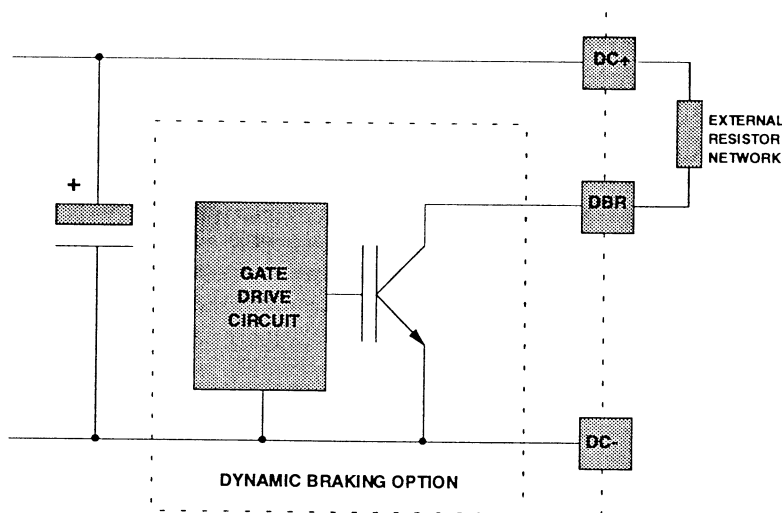 DC+
EXTERNAL
RESISTOR
NETWORK
+
DBR
GATE
DRIVE
CIRCUIT
DC-
DYNAMIC BRAKING OPTION